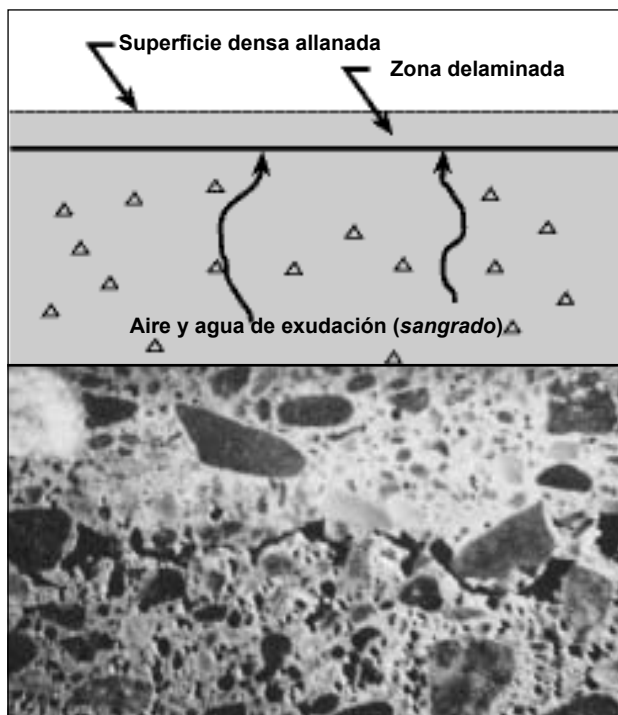 Superficie densa allanada
Zona delaminada
Aire y agua de exudación (sangrado)